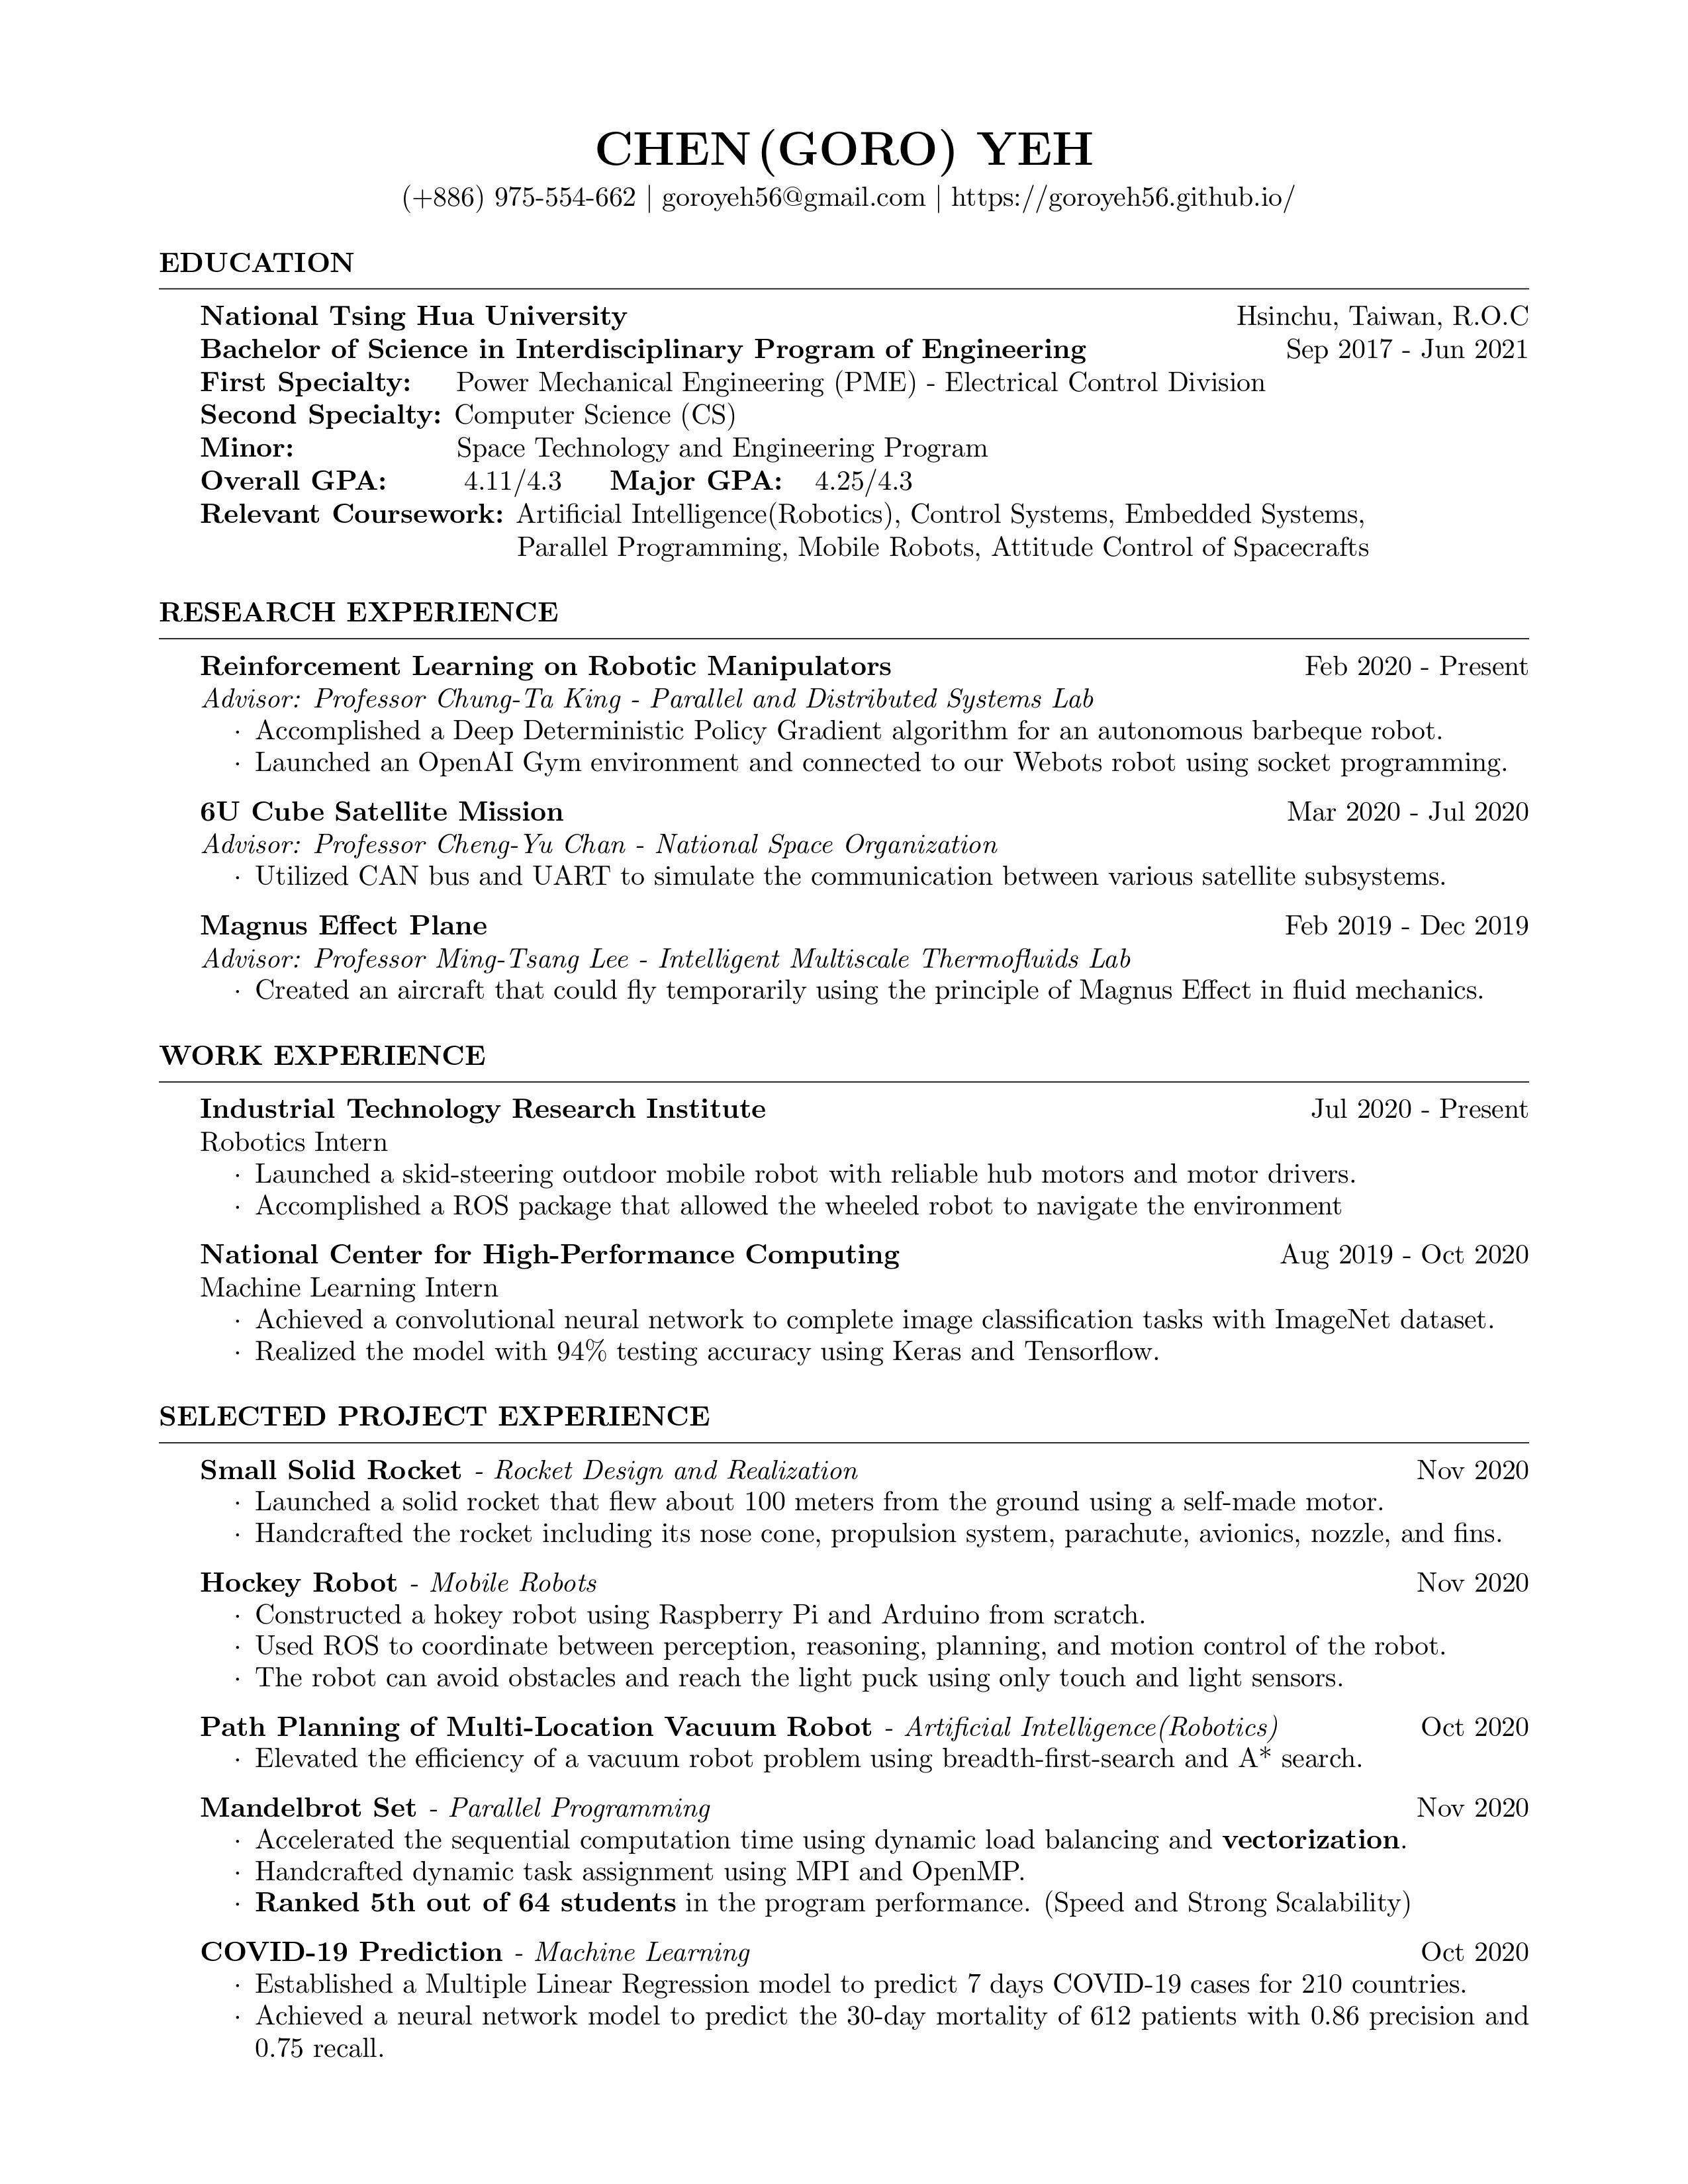 CHEN(GORO) YEH
(+886) 975-554-662 | goroyeh56@gmail.com | https://goroyeh56.github.io/
EDUCATION
National Tsing Hua University Hsinchu, Taiwan, R.O.C
Bachelor of Science in Interdisciplinary Program of Engineering Sep 2017 - Jun 2021
First Specialty: Power Mechanical Engineering (PME) - Electrical Control Division
Second Specialty: Computer Science (CS)
Minor: Space Technology and Engineering Program
Overall GPA: 4.11/4.3 Major GPA: 4.25/4.3
Relevant Coursework: Artificial Intelligence(Robotics), Control Systems, Embedded Systems,
Parallel Programming, Mobile Robots, Attitude Control of Spacecrafts
RESEARCH EXPERIENCE
Reinforcement Learning on Robotic Manipulators Feb 2020 - Present
Advisor: Professor Chung-Ta King - Parallel and Distributed Systems Lab
· Accomplished a Deep Deterministic Policy Gradient algorithm for an autonomous barbeque robot.
· Launched an OpenAI Gym environment and connected to our Webots robot using socket programming.
6U Cube Satellite Mission Mar 2020 - Jul 2020
Advisor: Professor Cheng-Yu Chan - National Space Organization
· Utilized CAN bus and UART to simulate the communication between various satellite subsystems.
Magnus Effect Plane Feb 2019 - Dec 2019
Advisor: Professor Ming-Tsang Lee - Intelligent Multiscale Thermofluids Lab
· Created an aircraft that could fly temporarily using the principle of Magnus Effect in fluid mechanics.
WORK EXPERIENCE
Industrial Technology Research Institute Jul 2020 - Present
Robotics Intern
· Launched a skid-steering outdoor mobile robot with reliable hub motors and motor drivers.
· Accomplished a ROS package that allowed the wheeled robot to navigate the environment
National Center for High-Performance Computing Aug 2019 - Oct 2020
Machine Learning Intern
· Achieved a convolutional neural network to complete image classification tasks with ImageNet dataset.
· Realized the model with 94% testing accuracy using Keras and Tensorflow.
SELECTED PROJECT EXPERIENCE
Small Solid Rocket - Rocket Design and Realization Nov 2020
· Launched a solid rocket that flew about 100 meters from the ground using a self-made motor.
· Handcrafted the rocket including its nose cone, propulsion system, parachute, avionics, nozzle, and fins.
Hockey Robot - Mobile Robots Nov 2020
· Constructed a hokey robot using Raspberry Pi and Arduino from scratch.
· Used ROS to coordinate between perception, reasoning, planning, and motion control of the robot.
· The robot can avoid obstacles and reach the light puck using only touch and light sensors.
Path Planning of Multi-Location Vacuum Robot - Artificial Intelligence(Robotics) Oct 2020
· Elevated the efficiency of a vacuum robot problem using breadth-first-search and A* search.
Mandelbrot Set - Parallel Programming Nov 2020
· Accelerated the sequential computation time using dynamic load balancing and vectorization.
· Handcrafted dynamic task assignment using MPI and OpenMP.
· Ranked 5th out of 64 students in the program performance. (Speed and Strong Scalability)
COVID-19 Prediction - Machine Learning Oct 2020
· Established a Multiple Linear Regression model to predict 7 days COVID-19 cases for 210 countries.
· Achieved a neural network model to predict the 30-day mortality of 612 patients with 0.86 precision and
0.75 recall.